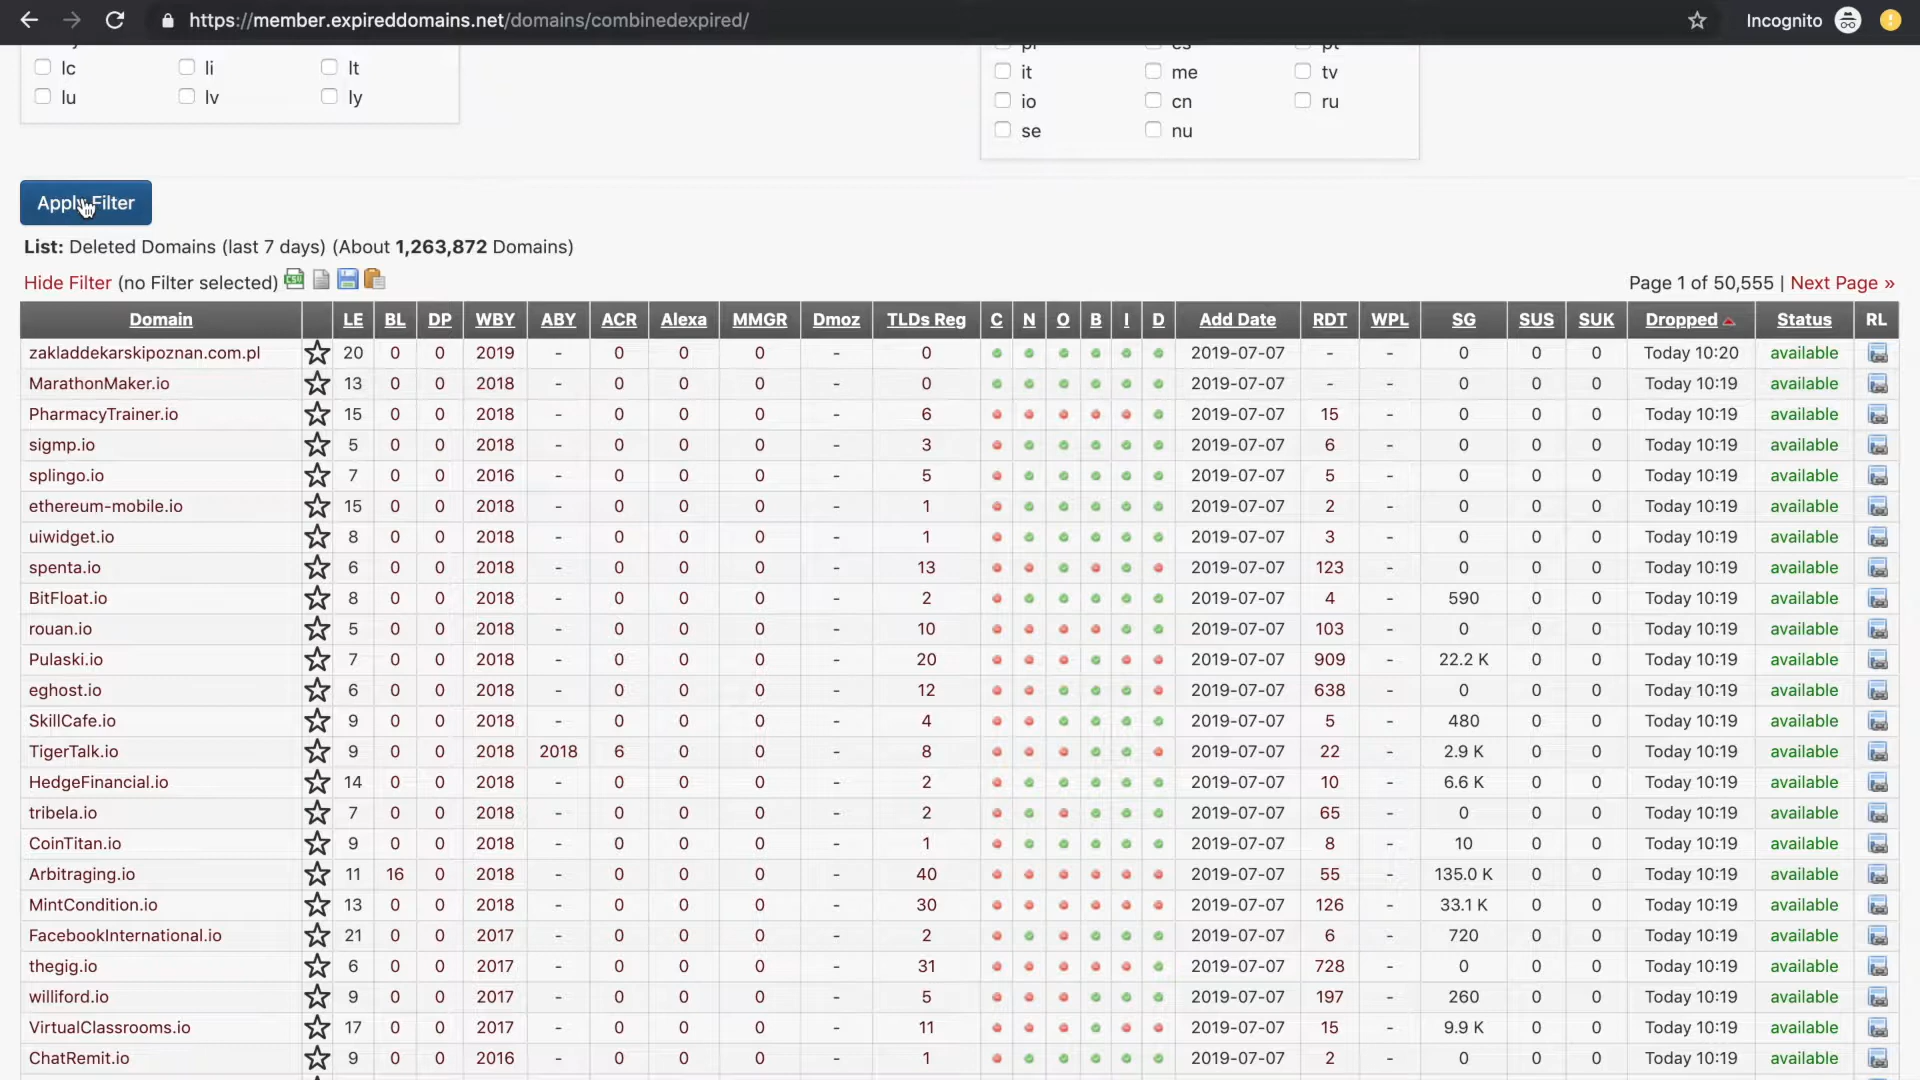 https://member.expireddomains.net/domains/combinedexpired/ Incognito
lc li lt it me tv
lu lv ly io cn ru
se nu
Apply Filter
List: Deleted Domains (last 7 days) (About 1,263,872 Domains)
Hide Filter (no Filter selected) CSV Page 1 of 50,555 | Next Page »
Domain LE BL DP WBY ABY ACR Alexa MMGR Dmoz TLDs Reg C N O B I D Add Date RDT WPL SG SUS SUK Dropped Status RL
zakladdekarskipoznan.com.pl 20 0 0 2019 - 0 0 0 - 0 2019-07-07 - - 0 0 0 Today 10:20 available
MarathonMaker.io 13 0 0 2018 - 0 0 0 - 0 2019-07-07 - - 0 0 0 Today 10:19 available
PharmacyTrainer.io 15 0 0 2018 - 0 0 0 - 6 2019-07-07 15 - 0 0 0 Today 10:19 available
sigmp.io 5 0 0 2018 - 0 0 0 - 3 2019-07-07 6 - 0 0 0 Today 10:19 available
splingo.io 7 0 0 2016 - 0 0 0 - 5 2019-07-07 5 - 0 0 0 Today 10:19 available
ethereum-mobile.io 15 0 0 2018 - 0 0 0 - 1 2019-07-07 2 - 0 0 0 Today 10:19 available
uiwidget.io 8 0 0 2018 - 0 0 0 - 1 2019-07-07 3 - 0 0 0 Today 10:19 available
spenta.io 6 0 0 2018 - 0 0 0 - 13 2019-07-07 123 - 0 0 0 Today 10:19 available
BitFloat.io 8 0 0 2018 - 0 0 0 - 2 2019-07-07 4 - 590 0 0 Today 10:19 available
rouan.io 5 0 0 2018 - 0 0 0 - 10 2019-07-07 103 - 0 0 0 Today 10:19 available
Pulaski.io 7 0 0 2018 - 0 0 0 - 20 2019-07-07 909 - 22.2 K 0 0 Today 10:19 available
eghost.io 6 0 0 2018 - 0 0 0 - 12 2019-07-07 638 - 0 0 0 Today 10:19 available
SkillCafe.io 9 0 0 2018 - 0 0 0 - 4 2019-07-07 5 - 480 0 0 Today 10:19 available
TigerTalk.io 9 0 0 2018 2018 6 0 0 - 8 2019-07-07 22 - 2.9 K 0 0 Today 10:19 available
HedgeFinancial.io 14 0 0 2018 - 0 0 0 - 2 2019-07-07 10 - 6.6 K 0 0 Today 10:19 available
tribela.io 7 0 0 2018 - 0 0 0 - 2 2019-07-07 65 - 0 0 0 Today 10:19 available
CoinTitan.io 9 0 0 2018 - 0 0 0 - 1 2019-07-07 8 - 10 0 0 Today 10:19 available
Arbitraging.io 11 16 0 2018 - 0 0 0 - 40 2019-07-07 55 - 135.0 K 0 0 Today 10:19 available
MintCondition.io 13 0 0 2018 - 0 0 0 - 30 2019-07-07 126 - 33.1 K 0 0 Today 10:19 available
FacebookInternational.io 21 0 0 2017 - 0 0 0 - 2 2019-07-07 6 - 720 0 0 Today 10:19 available
thegig.io 6 0 0 2017 - 0 0 0 - 31 2019-07-07 728 - 0 0 0 Today 10:19 available
williford.io 9 0 0 2017 - 0 0 0 - 5 2019-07-07 197 - 260 0 0 Today 10:19 available
VirtualClassrooms.io 17 0 0 2017 - 0 0 0 - 11 2019-07-07 15 - 9.9 K 0 0 Today 10:19 available
ChatRemit.io 9 0 0 2016 - 0 0 0 - 1 2019-07-07 2 - 0 0 0 Today 10:19 available